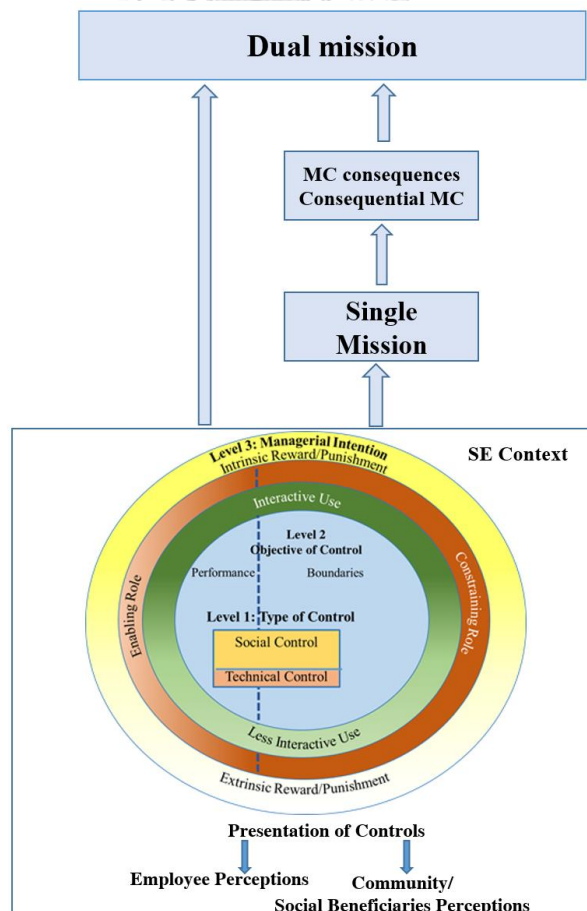 Dual mission
MC consequences
Consequential MC
Single
Mission
SE Context
Level 3: Managerial Intention
Intrinsic Reward/Punishment
Interactive Use
Level 2
Objective of Control
Performance
Boundaries
Enabling Role
Constraining Role
Level 1: Type of Control
Social Control
Technical Control
Less Interactive Use
Extrinsic Reward/Punishment
Presentation of Controls
Employee Perceptions
Community/
Social Beneficiaries Perceptions